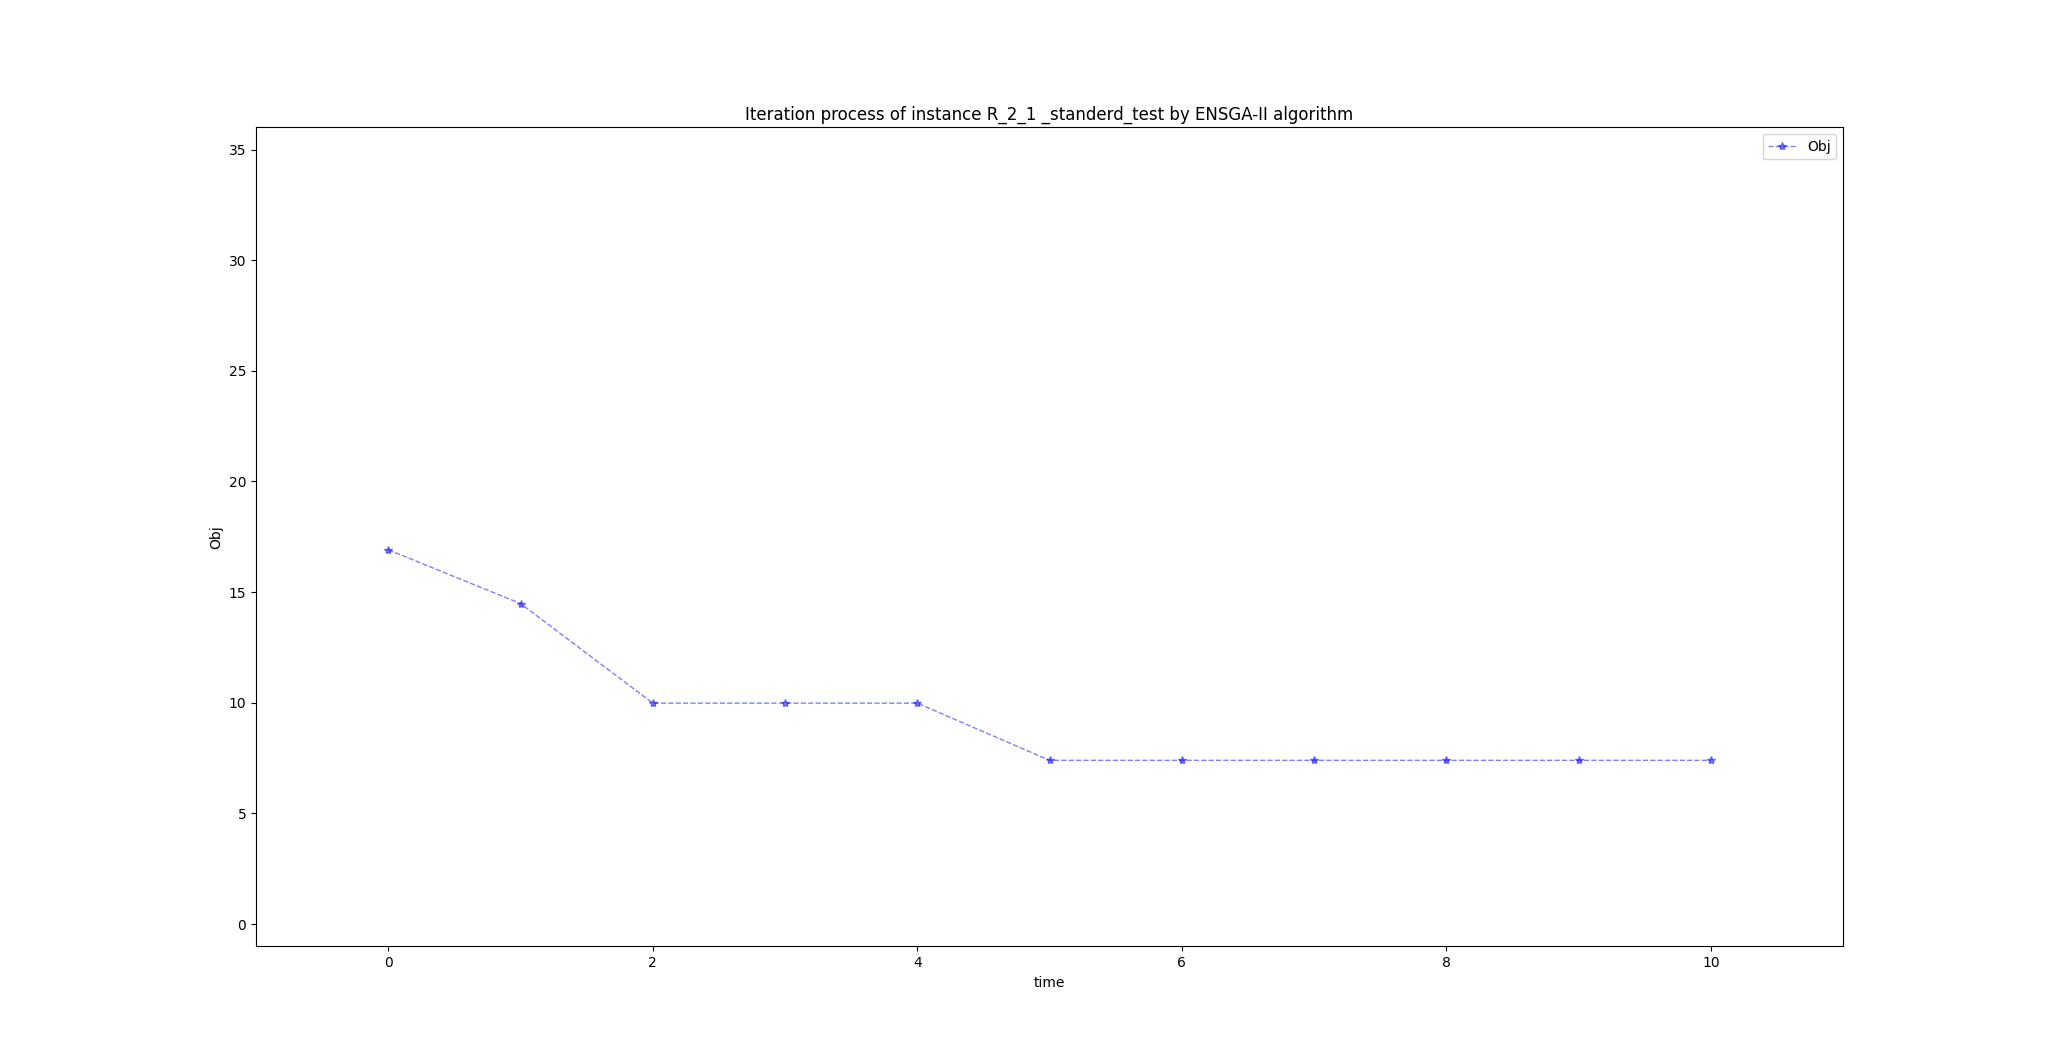 Iteration process of instance R_2_1 _standerd_test by ENSGA-II algorithm
Obj
35
30
25
20
15
10
5
0
Obj
0 2 4 6 8 10
time